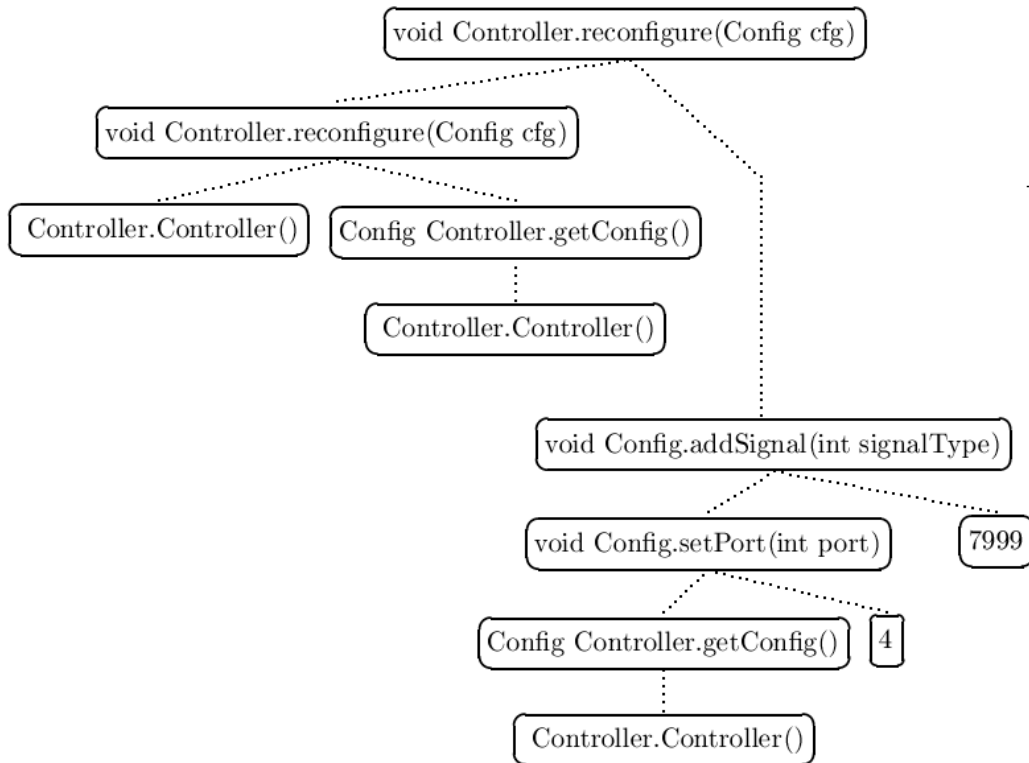 void Controller.reconfigure(Config cfg)
void Controller.reconfigure(Config cfg)
Controller.Controller()
Config Controller.getConfig()
Controller.Controller()
void Config.addSignal(int signalType)
void Config.setPort(int port)
7999
Config Controller.getConfig()
4
Controller.Controller()